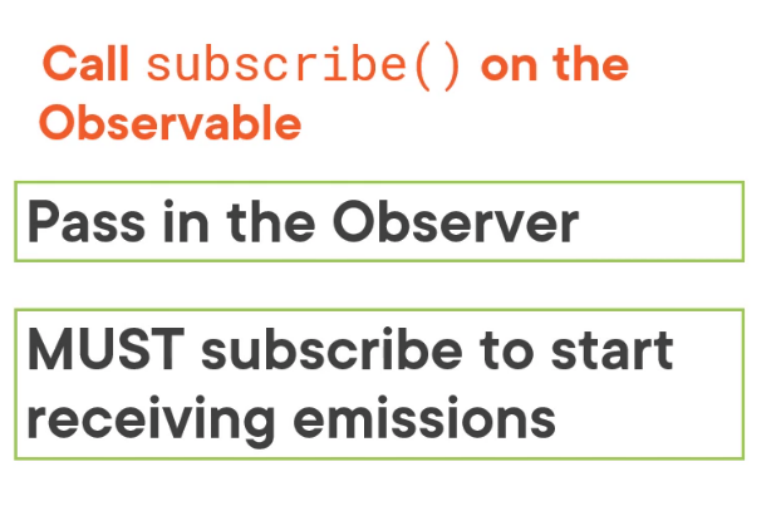 Call subscribe() on the
Observable
Pass in the Observer
MUST subscribe to start
receiving emissions